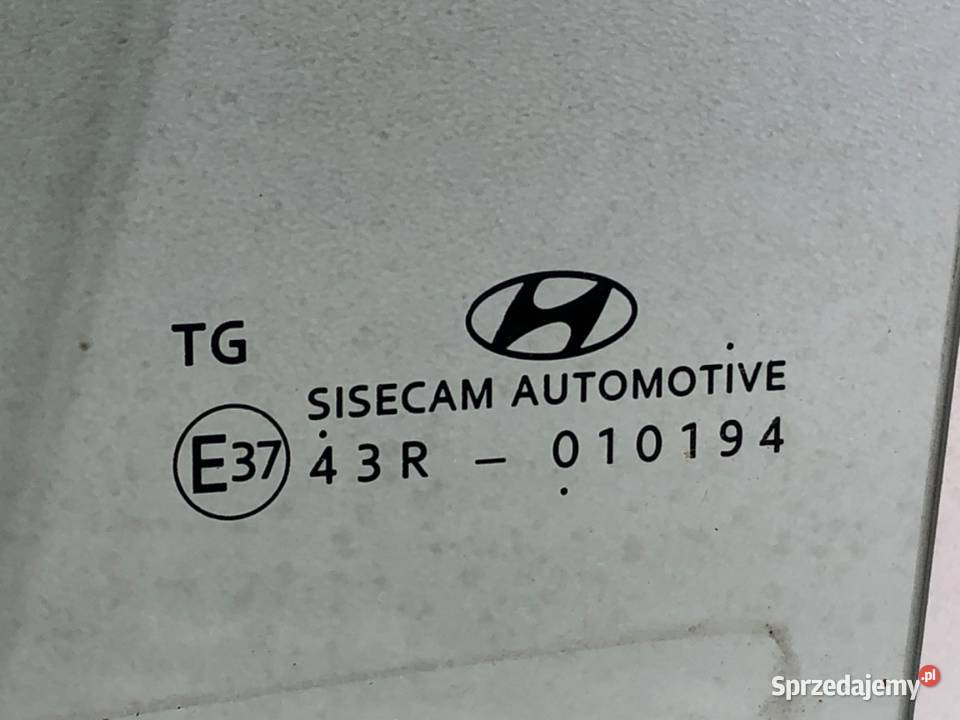 TG
SISECAM AUTOMOTIVE
E37 43R - 010194
Sprzedajemy.pl